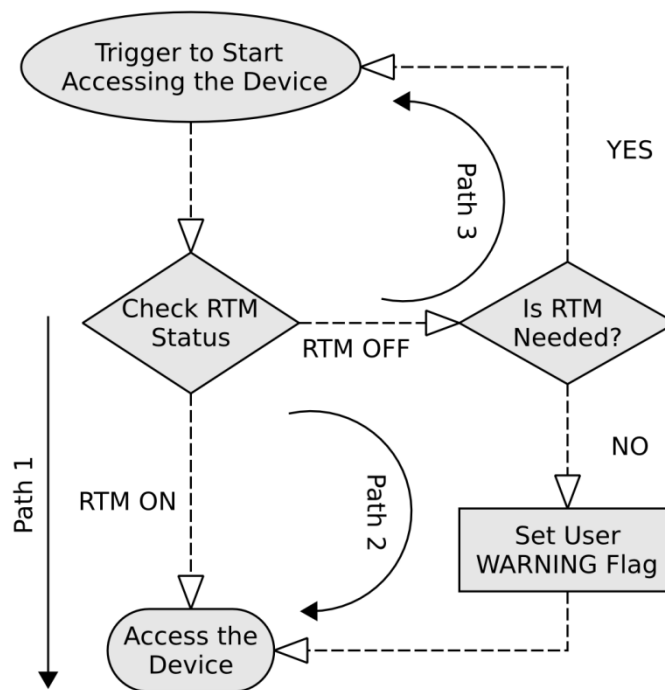 Trigger to Start
Accessing the Device
YES
Path 3
Check RTM
Status
RTM OFF
Is RTM
Needed?
Path 1
RTM ON
Path 2
NO
Set User
WARNING Flag
Access the
Device